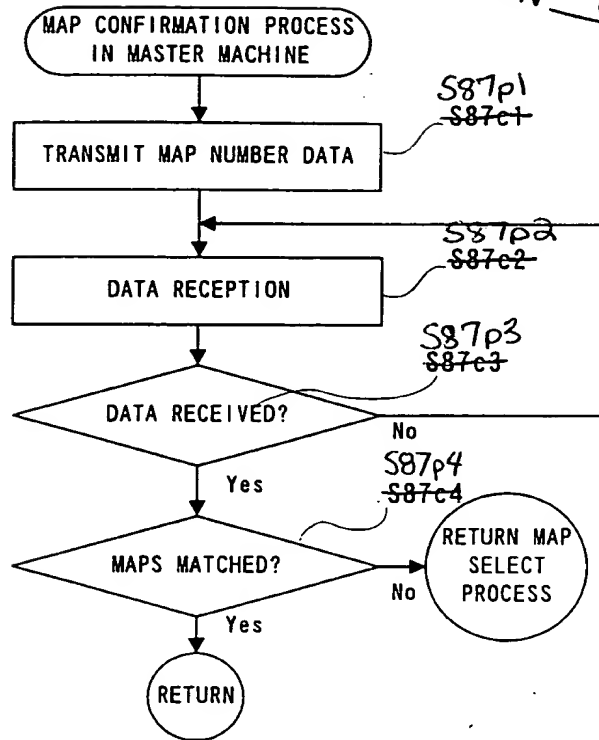 MAP CONFIRMATION PROCESS
IN MASTER MACHINE
S87p1
S87c1
TRANSMIT MAP NUMBER DATA
S87p2
S87c2
DATA RECEPTION
S87p3
S87c3
DATA RECEIVED?
No
Yes
S87p4
S87c4
MAPS MATCHED?
No
RETURN MAP
SELECT
PROCESS
Yes
RETURN